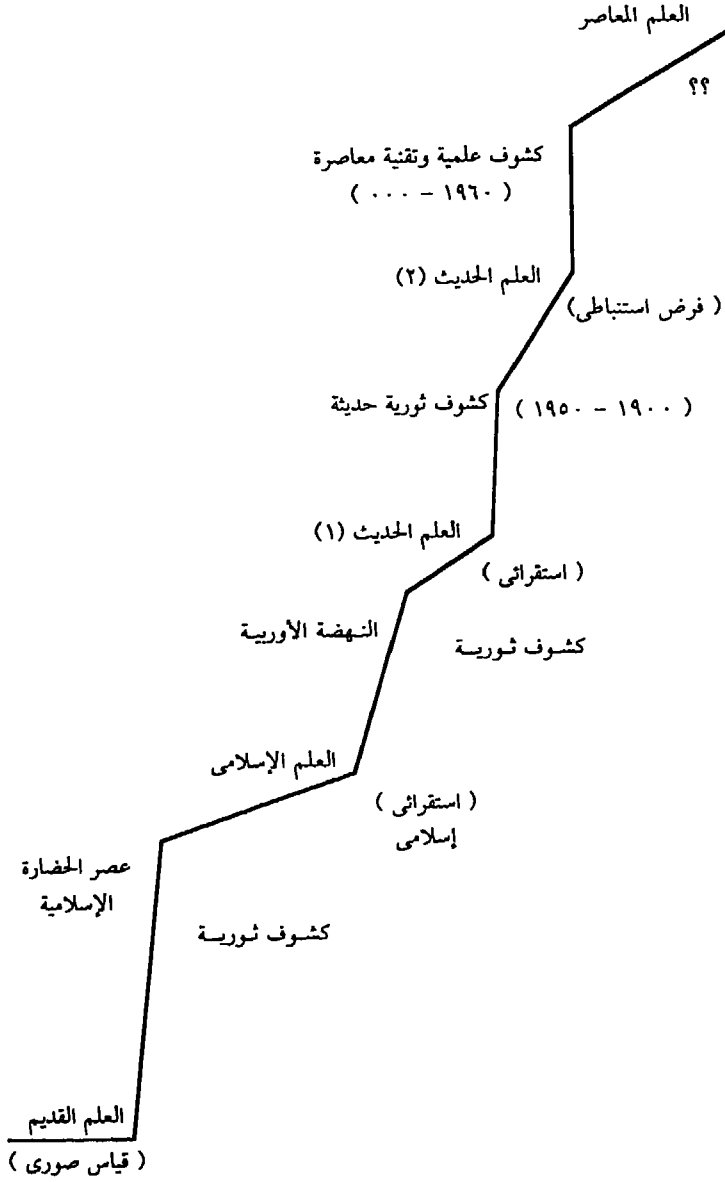 العلم المعاصر
؟؟
كشوف علمية وتقنية معاصرة
( ١٩٦٠ - ٠٠٠ )
العلم الحديث (٢)
( فرض استنباطى)
كشوف ثورية حديثة
( ١٩٠٠ - ١٩٥٠ )
العلم الحديث (١)
( استقرائى )
النهضة الأوربية
كشوف ثورية
العلم الإسلامى
( استقرائى )
إسلامى
عصر الحضارة
الإسلامية
كشوف ثورية
العلم القديم
( قياس صورى )